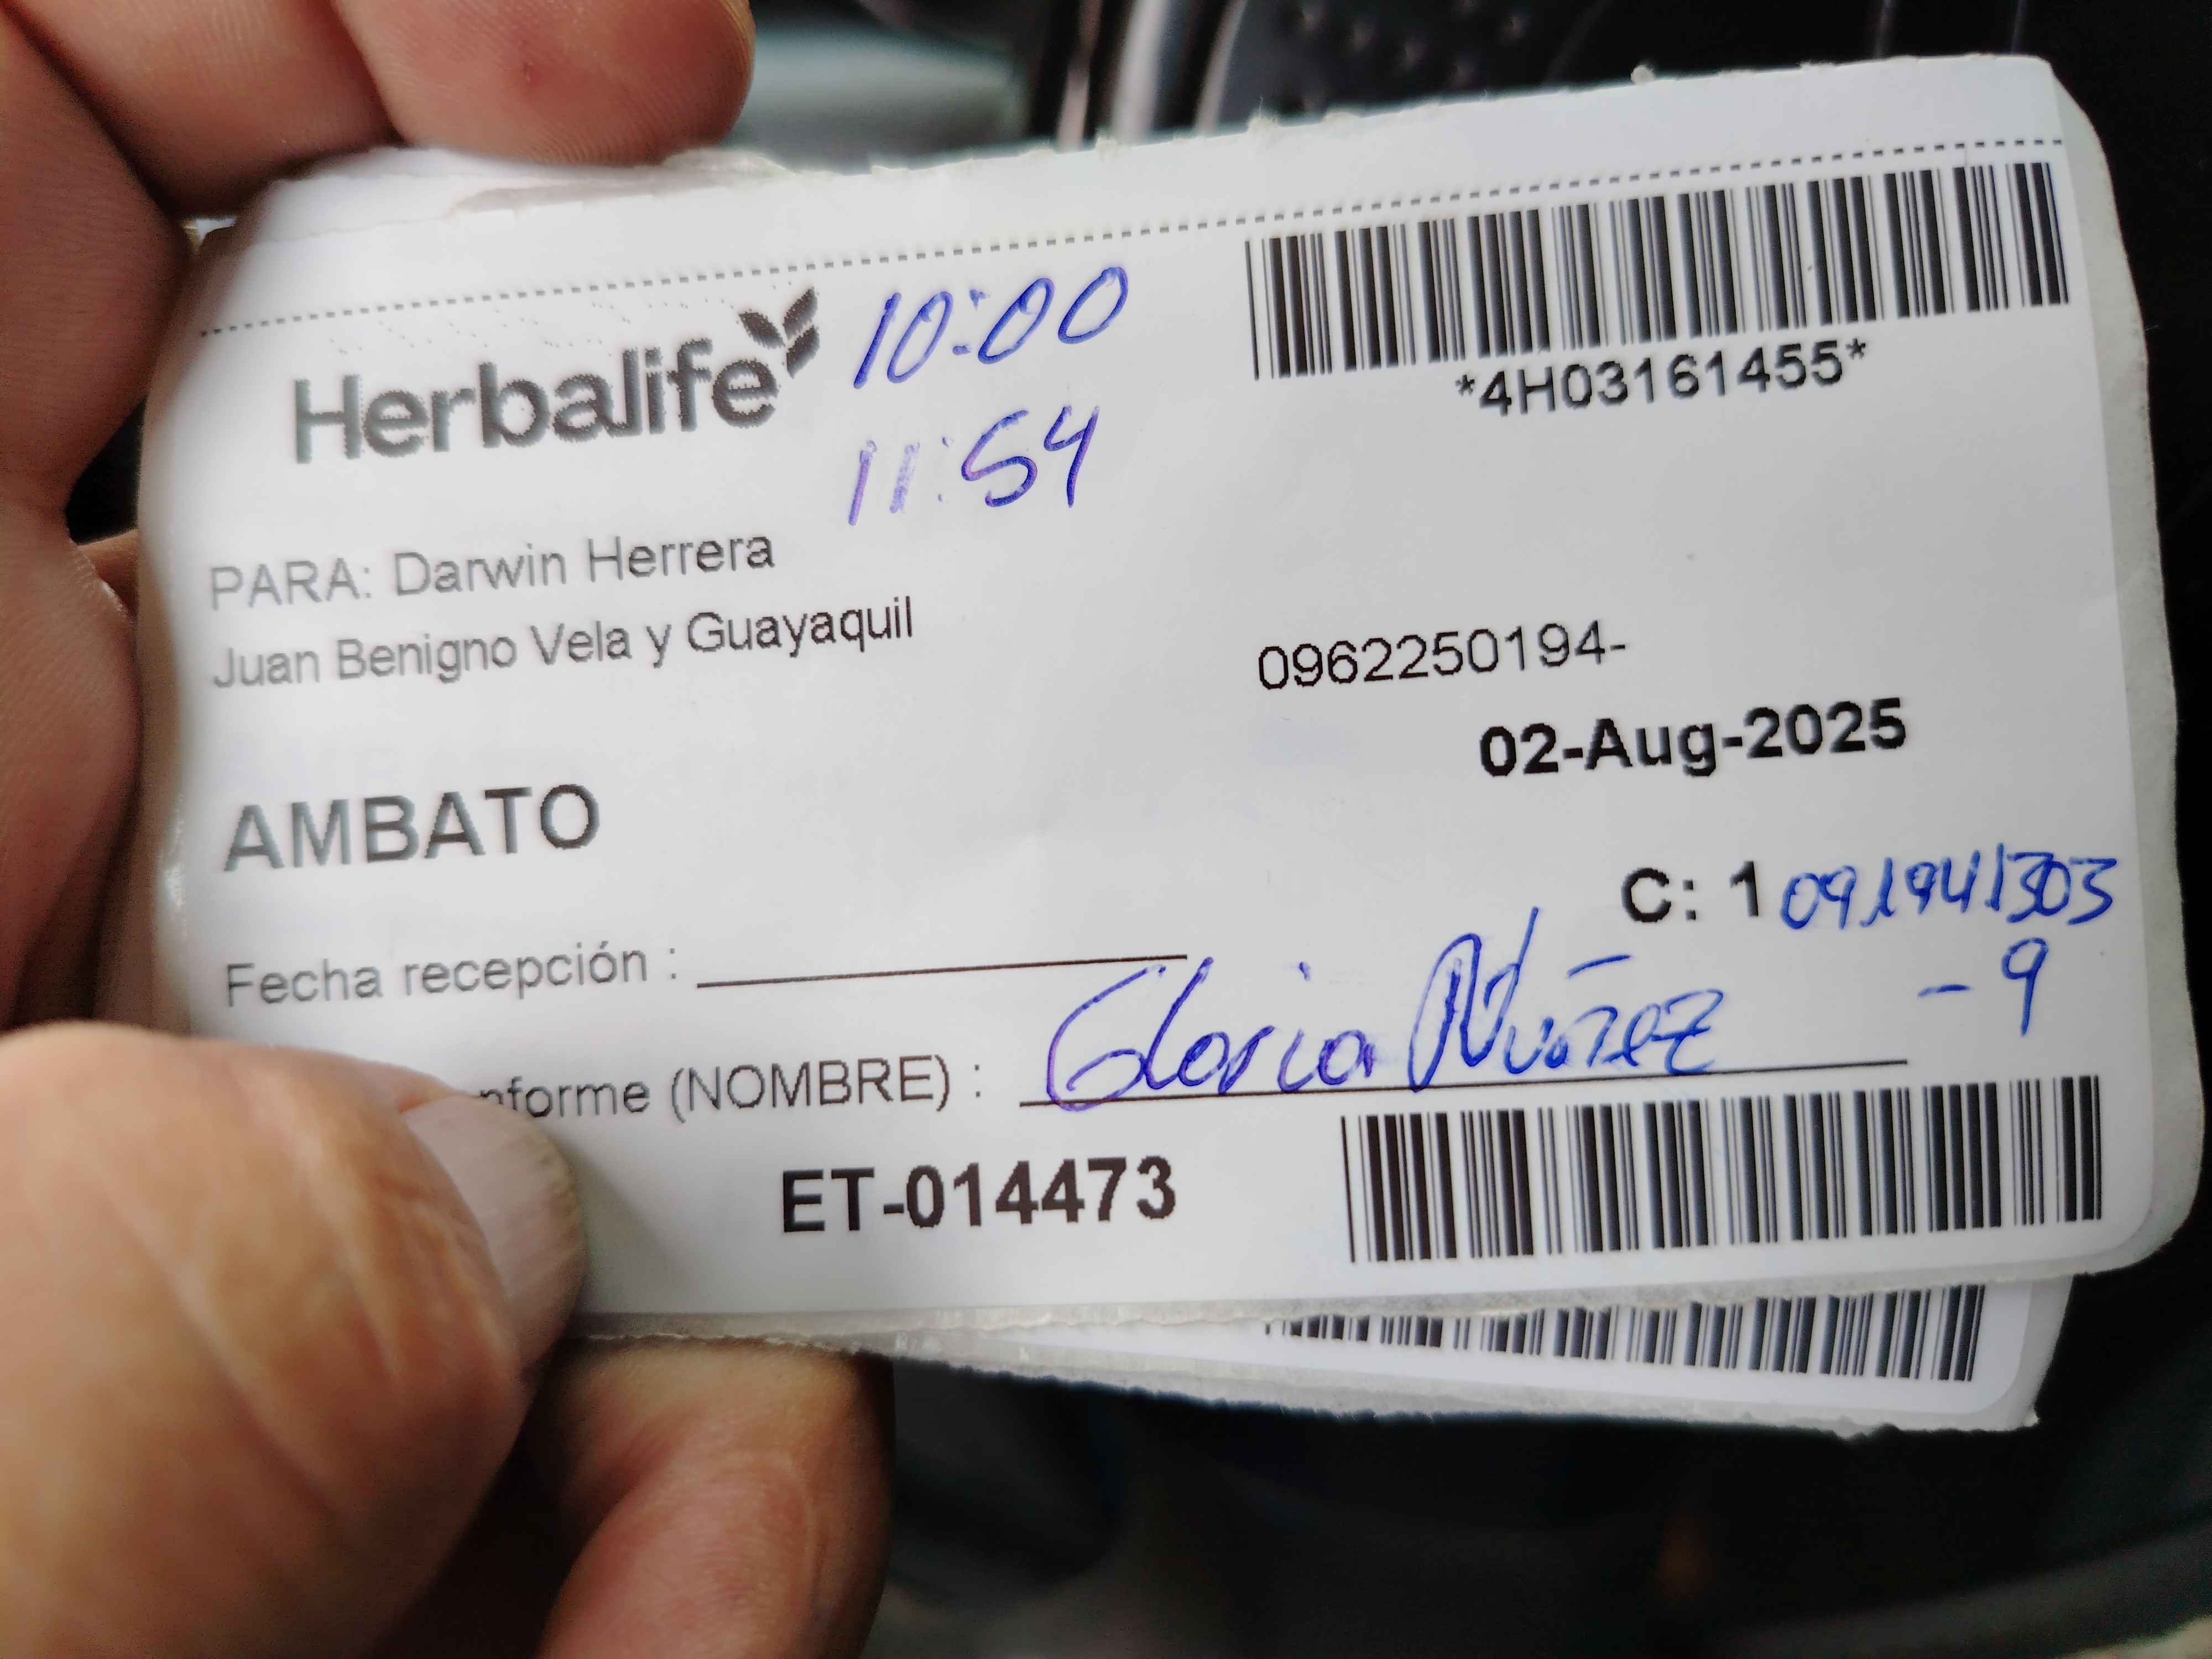 Herbalife
10:00
11:54
*4H03161455*
PARA: Darwin Herrera
Juan Benigno Vela y Guayaquil
0962250194-
02-Aug-2025
AMBATO
C: 1 091941303
-9
Fecha recepción :
nforme (NOMBRE) : Gloria Núñez
ET-014473